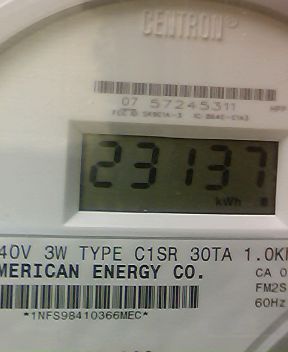 CENTRON®
07 57245311
23137
kWh
40V 3W TYPE C1SR 30TA 1.0K
MERICAN ENERGY CO.
CA 0
FM2S
60Hz
*1NFS98410366MEC*